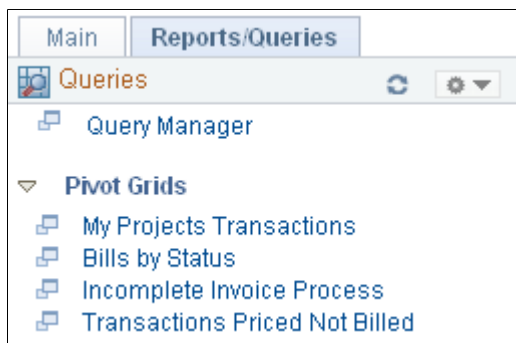 Main Reports/Queries
Queries
Query Manager
Pivot Grids
My Projects Transactions
Bills by Status
Incomplete Invoice Process
Transactions Priced Not Billed